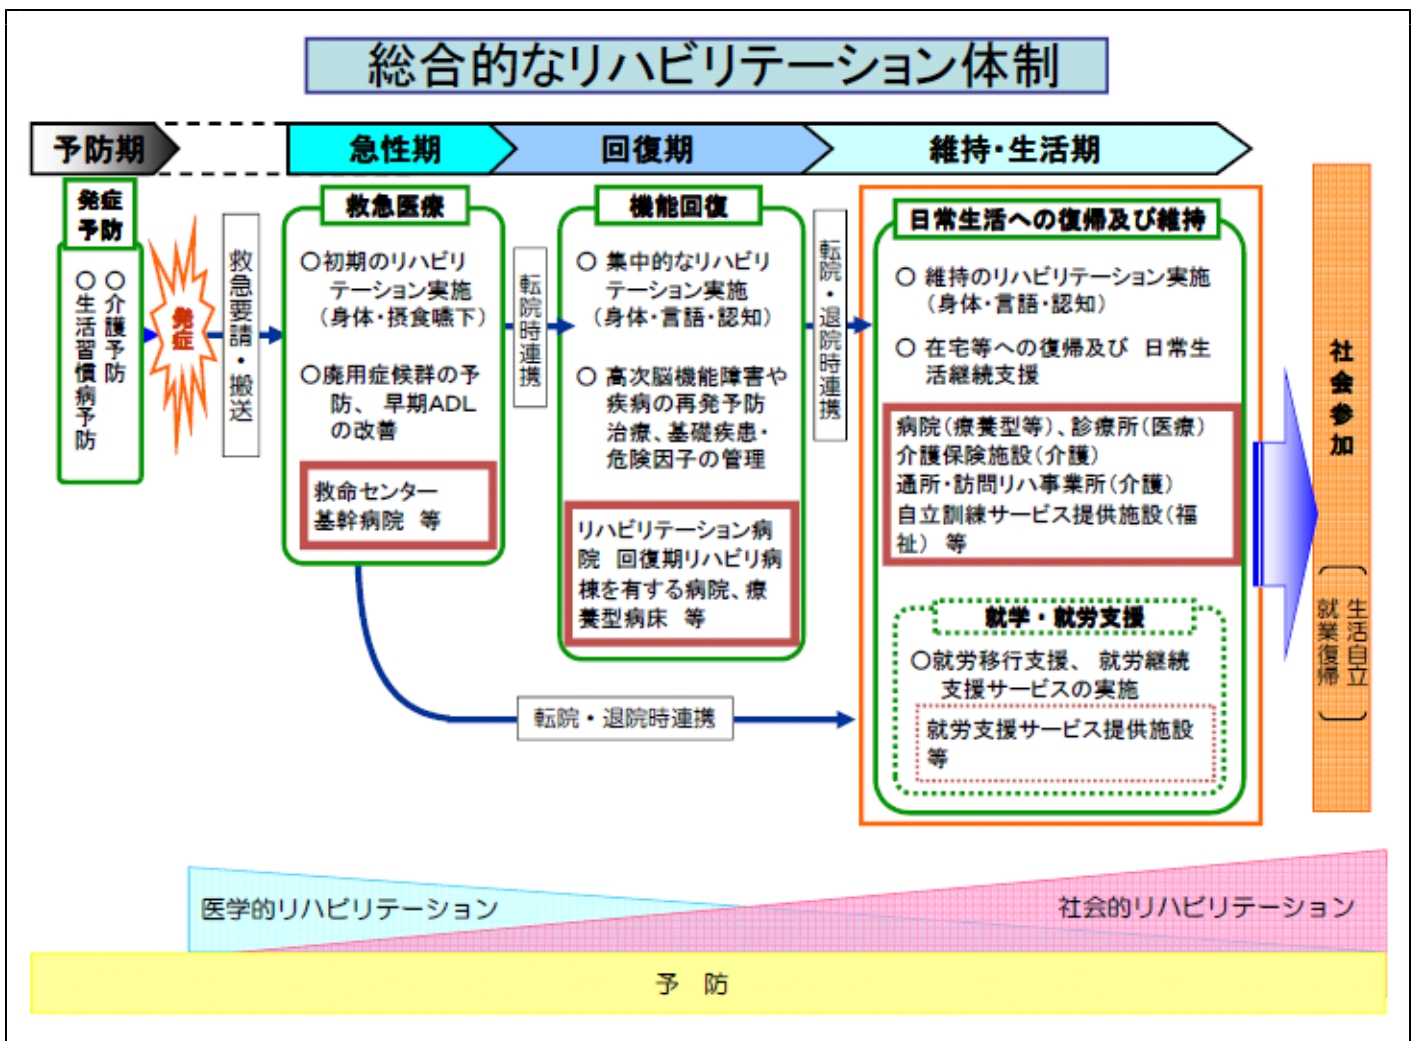 総合的なリハビリテーション体制
予防期
急性期
回復期
維持・生活期
発症
予防
○介護予防
○生活習慣病予防
発症
救急要請・搬送
救急医療
○初期のリハビリ
テーション実施
（身体・摂食嚥下）
○廃用症候群の予
防、 早期ADL
の改善
救命センター
基幹病院　等
転院時連携
機能回復
○ 集中的なリハビリ
テーション実施
（身体・言語・認知）
○ 高次脳機能障害や
疾病の再発予防
治療、基礎疾患・
危険因子の管理
リハビリテーション病
院　回復期リハビリ病
棟を有する病院、療
養型病床　等
転院・退院時連携
日常生活への復帰及び維持
○ 維持のリハビリテーション実施
（身体・言語・認知）
○ 在宅等への復帰及び 日常生
活継続支援
病院（療養型等）、診療所（医療）
介護保険施設（介護）
通所・訪問リハ事業所（介護）
自立訓練サービス提供施設（福
祉） 等
就学・就労支援
○就労移行支援、 就労継続
支援サービスの実施
就労支援サービス提供施設
等
転院・退院時連携
社会参加
〔生活自立
就業復帰〕
医学的リハビリテーション
社会的リハビリテーション
予　防